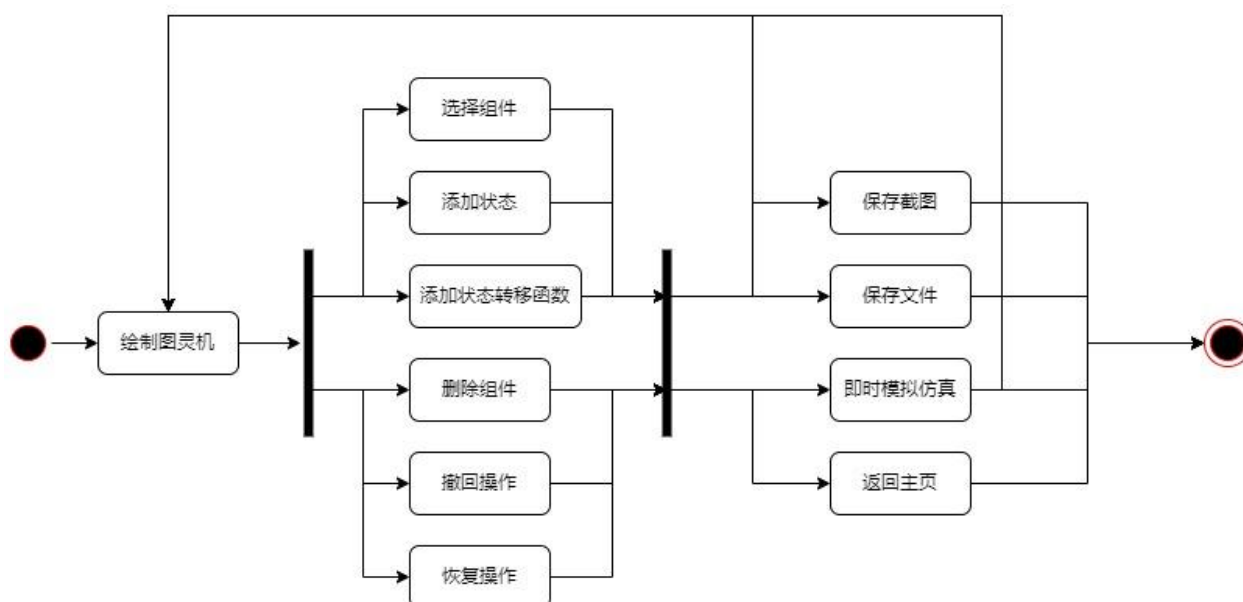 选择组件
添加状态
保存截图
添加状态转移函数
保存文件
绘制图灵机
删除组件
即时模拟仿真
撤回操作
返回主页
恢复操作